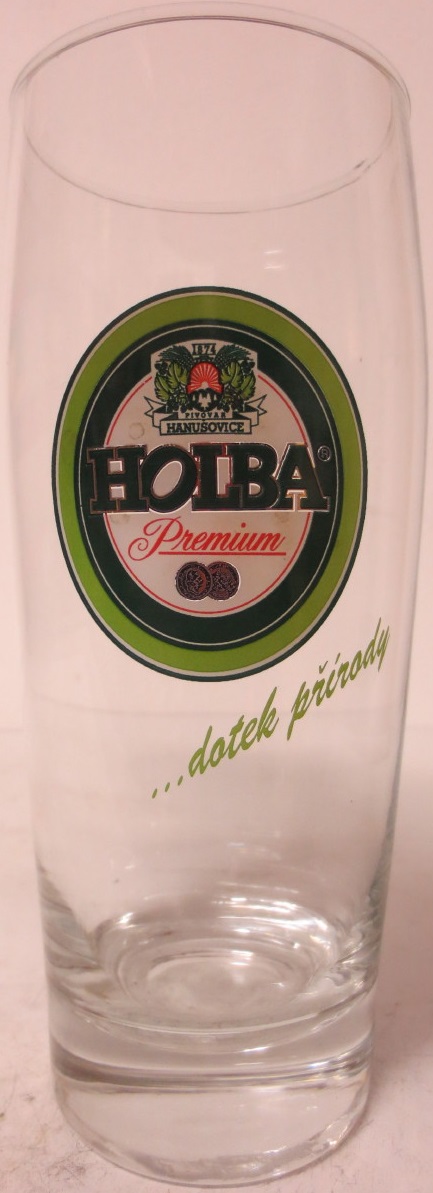 1874
PIVOVAR
HANUŠOVICE
HOLBA®
Premium
...dotek přírody